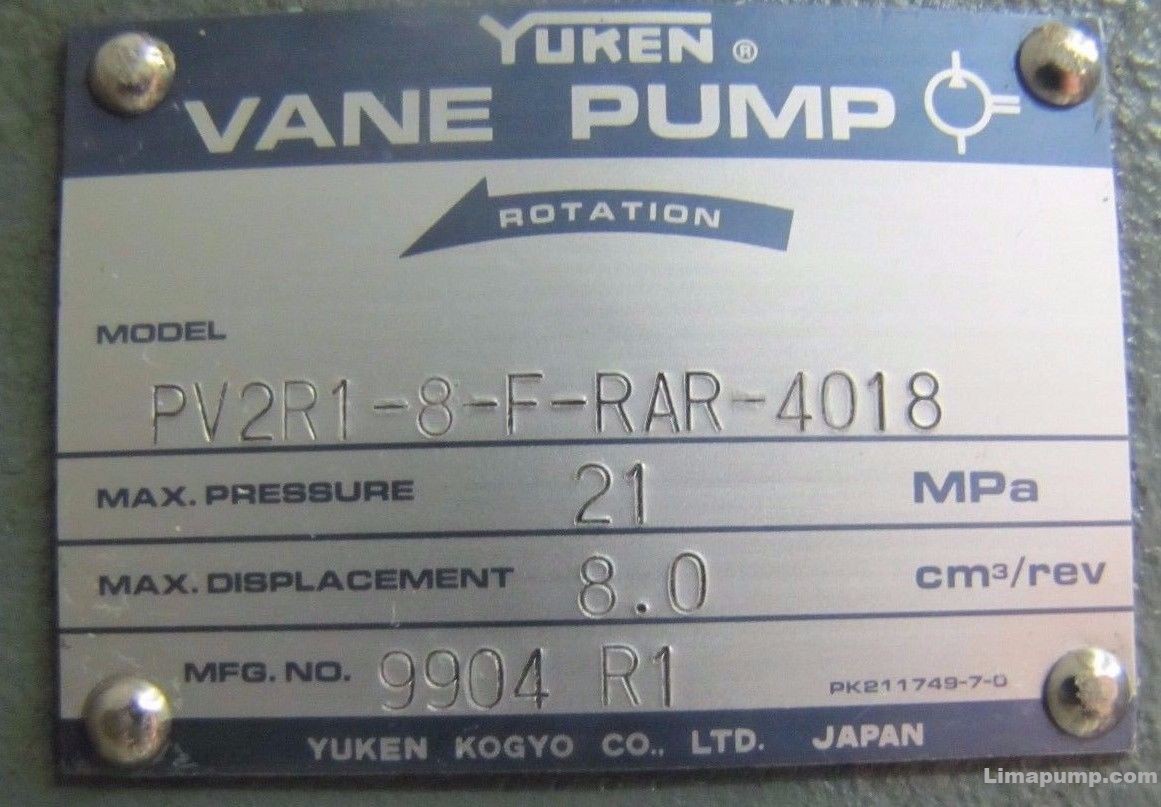 YUKEN ®
VANE PUMP
ROTATION
MODEL
PV2R1-8-F-RAR-4018
MAX. PRESSURE 21 MPa
MAX. DISPLACEMENT 8.0 cm³/rev
MFG. NO. 9904 R1 PK211749-7-0
YUKEN KOGYO CO., LTD. JAPAN
Limapump.com